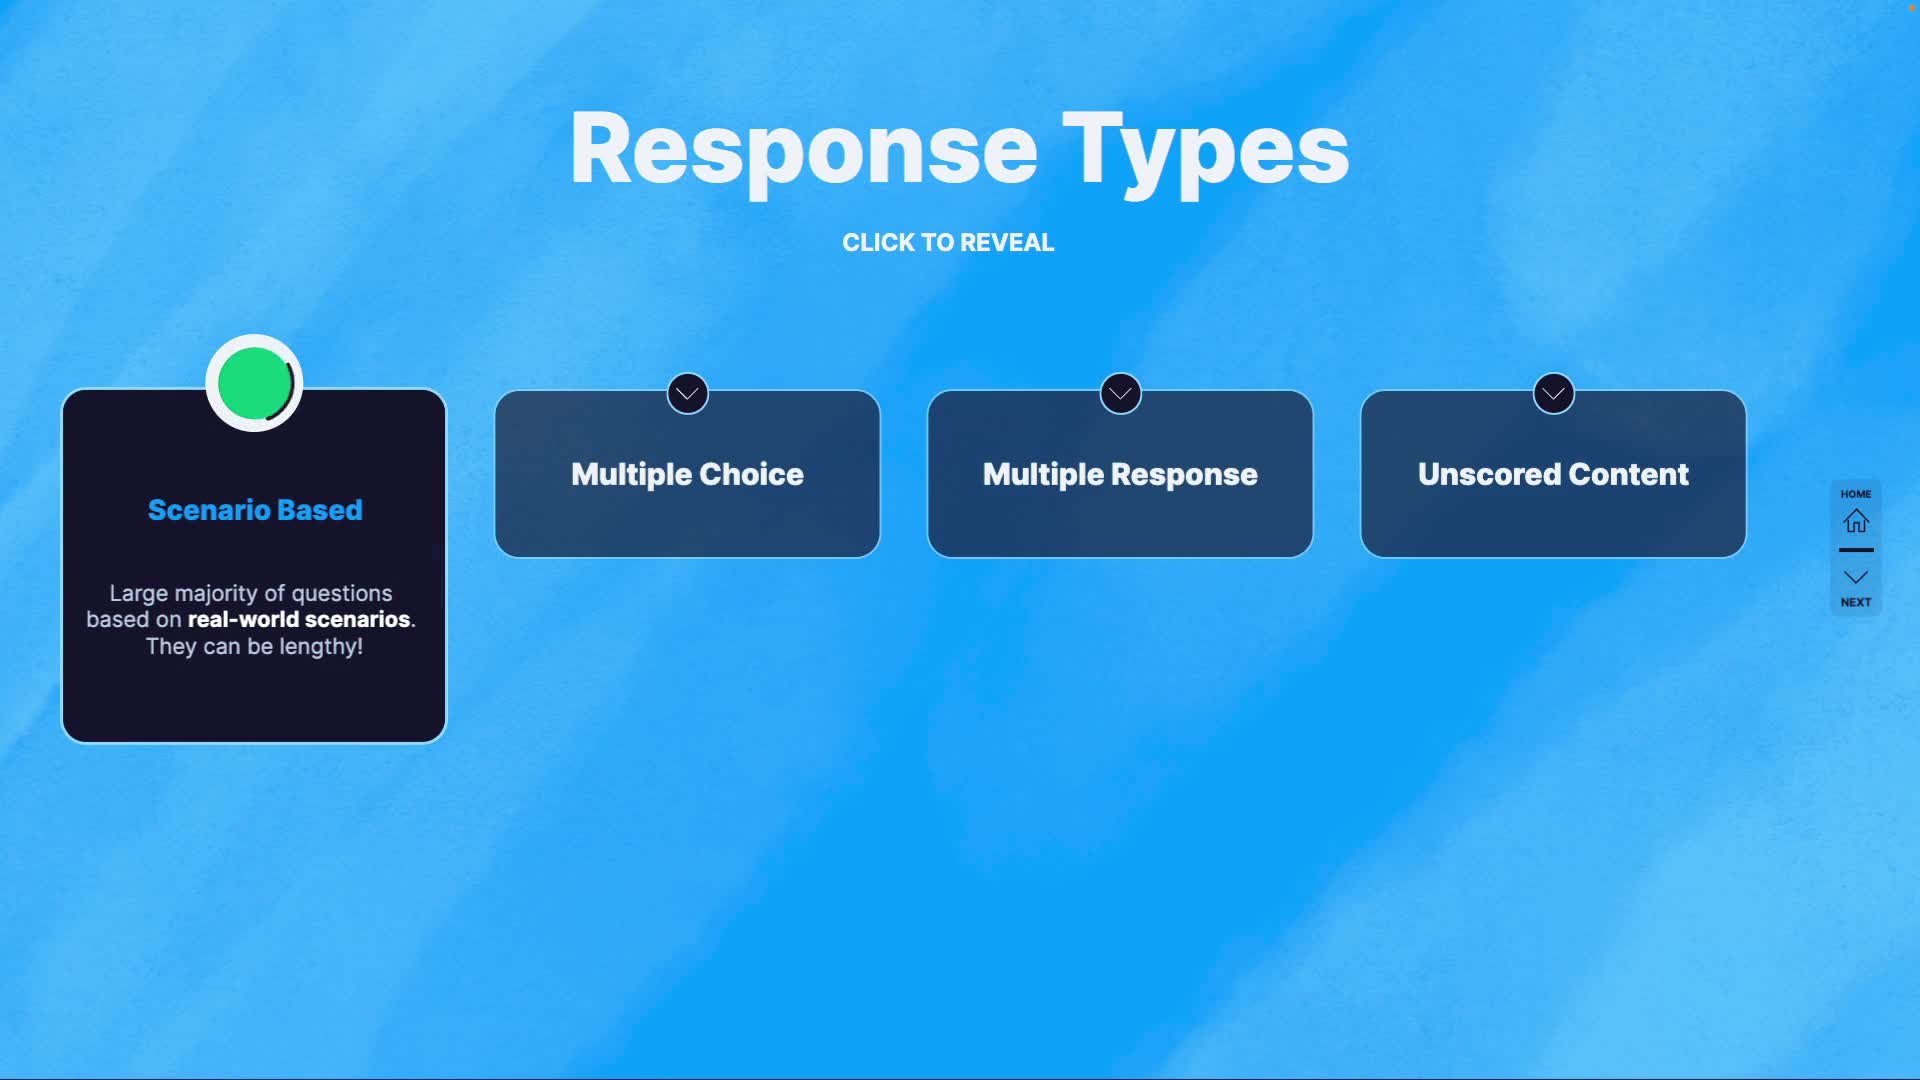 Response Types
CLICK TO REVEAL
Scenario Based
Large majority of questions
based on real-world scenarios.
They can be lengthy!
Multiple Choice
Multiple Response
Unscored Content
HOME
NEXT